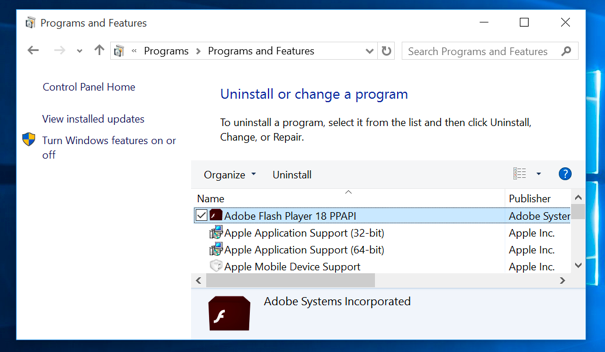 Programs and Features
« Programs > Programs and Features
Search Programs and Features
Control Panel Home
View installed updates
Turn Windows features on or
off
Uninstall or change a program
To uninstall a program, select it from the list and then click Uninstall,
Change, or Repair.
Organize Uninstall ?
Name Publisher
Adobe Flash Player 18 PPAPI Adobe System
Apple Application Support (32-bit) Apple Inc.
Apple Application Support (64-bit) Apple Inc.
Apple Mobile Device Support Apple Inc.
Adobe Systems Incorporated